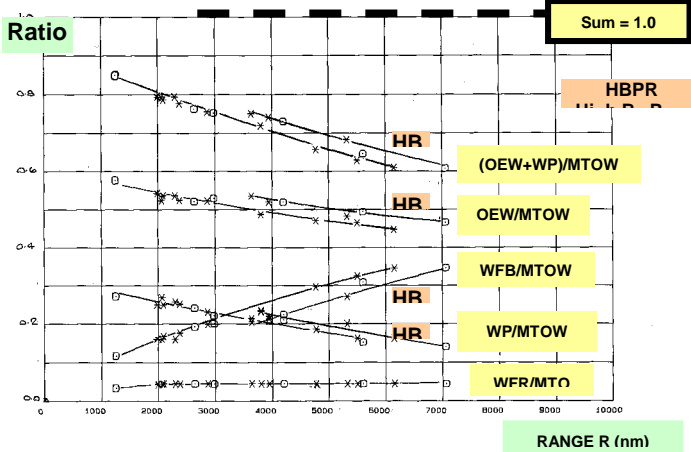 Sum = 1.0
Ratio
0.8
HBPR
HB
(OEW+WP)/MTOW
0.6
HB
OEW/MTOW
0.4
WFB/MTOW
HB
0.2
HB
WP/MTOW
WFR/MTO
0.0
0 1000 2000 3000 4000 5000 6000 7000 8000 9000 10000
RANGE R (nm)